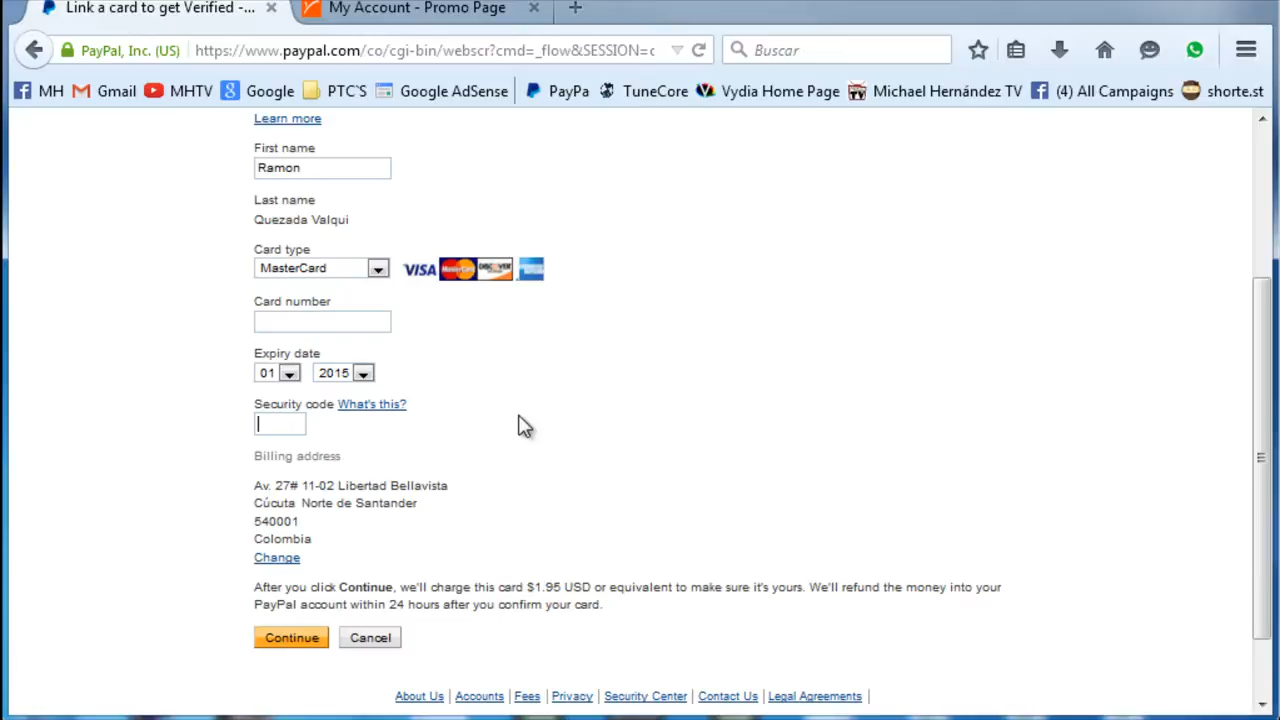 Link a card to get Verified -...
My Account - Promo Page
PayPal, Inc. (US)
https://www.paypal.com/co/cgi-bin/webscr?cmd=_flow&SESSION=c
Buscar
MH Gmail MHTV Google PTC`S Google AdSense PayPa TuneCore Vydia Home Page Michael Hernández TV (4) All Campaigns shorte.st
Learn more
First name
Ramon
Last name
Quezada Valqui
Card type
MasterCard VISA MasterCard DISCOVER
Card number
Expiry date
01 2015
Security code What's this?
Billing address
Av. 27# 11-02 Libertad Bellavista
Cúcuta Norte de Santander
540001
Colombia
Change
After you click Continue, we'll charge this card $1.95 USD or equivalent to make sure it's yours. We'll refund the money into your
PayPal account within 24 hours after you confirm your card.
Continue Cancel
About Us | Accounts | Fees | Privacy | Security Center | Contact Us | Legal Agreements |